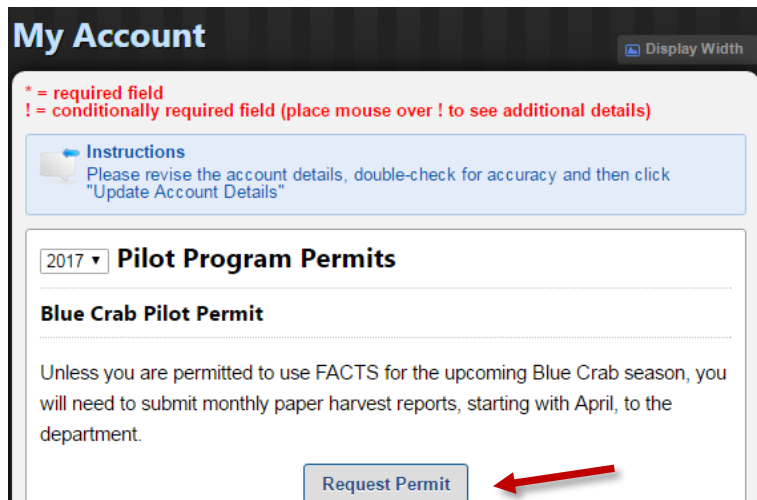 My Account
Display Width
* = required field
! = conditionally required field (place mouse over ! to see additional details)
Instructions
Please revise the account details, double-check for accuracy and then click
"Update Account Details"
2017 Pilot Program Permits
Blue Crab Pilot Permit
Unless you are permitted to use FACTS for the upcoming Blue Crab season, you
will need to submit monthly paper harvest reports, starting with April, to the
department.
Request Permit